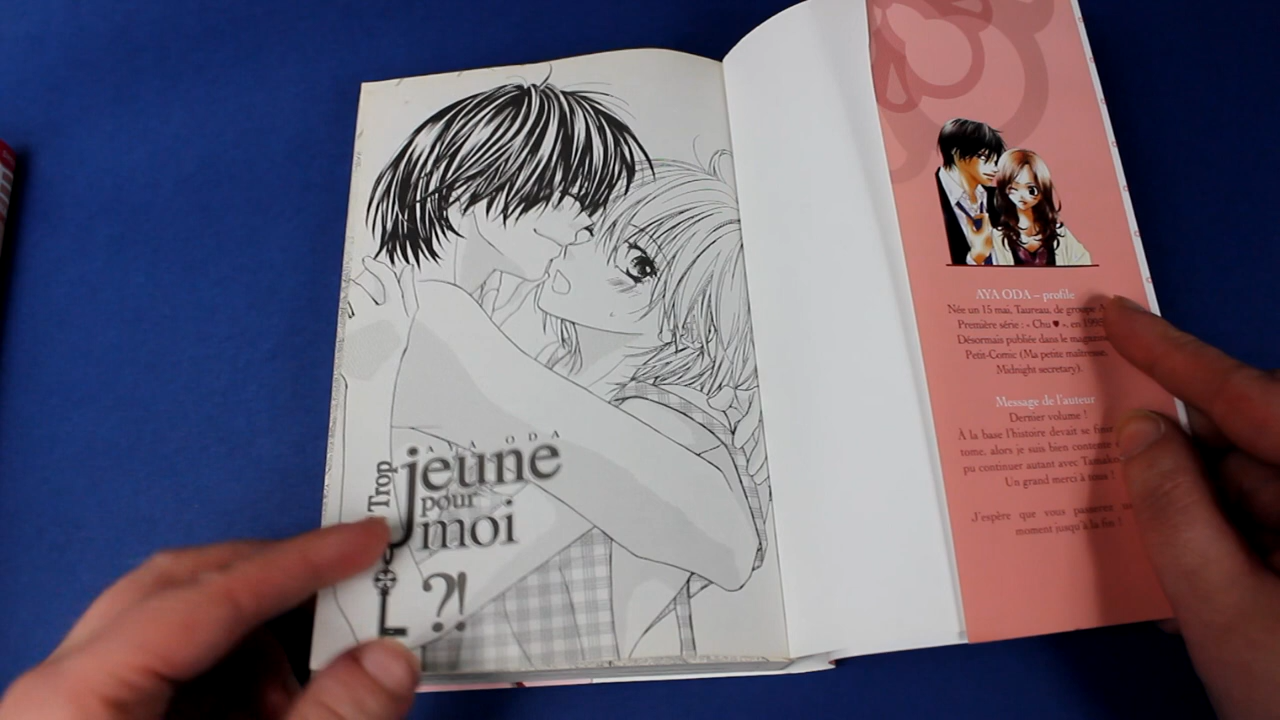 AYA ODA
Trop
jeune
pour
moi
?!
AYA ODA – profile
Née un 15 mai, Taureau, de groupe
Première série : « Chu ♥ », en 1998
Désormais publiée dans le magazine
Petit-Comic (Ma petite maîtresse,
Midnight secretary).
Message de l'auteur
Dernier volume !
À la base l'histoire devait se finir
tome, alors je suis bien contente
pu continuer autant avec Tamako
Un grand merci à tous !
J'espère que vous passerez
moment jusqu'à la fin !